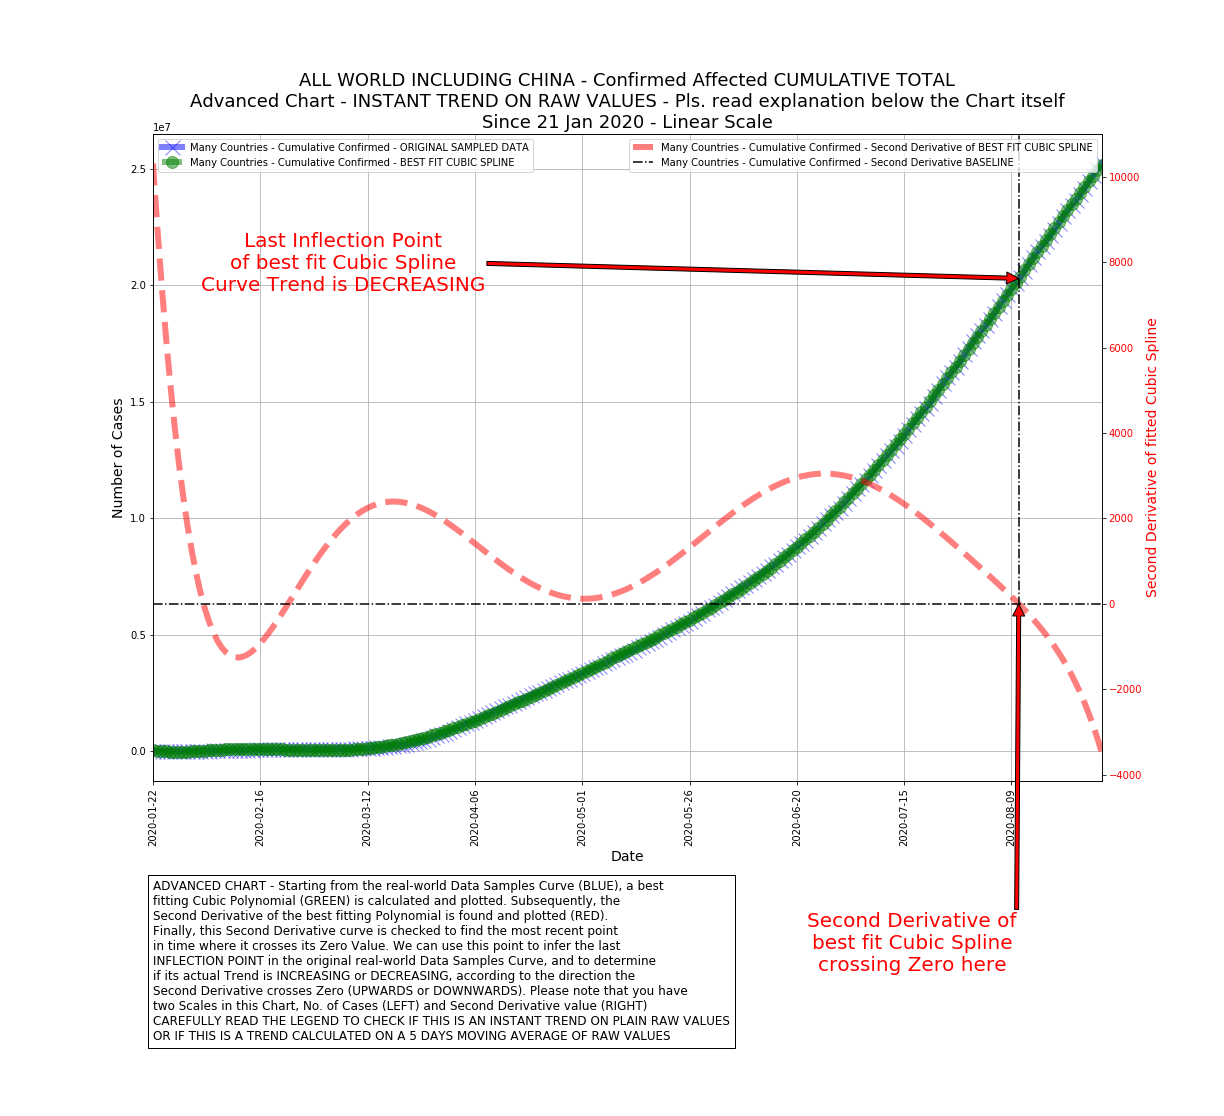 ALL WORLD INCLUDING CHINA - Confirmed Affected CUMULATIVE TOTAL
Advanced Chart - INSTANT TREND ON RAW VALUES - Pls. read explanation below the Chart itself
Since 21 Jan 2020 - Linear Scale
1e7
Many Countries - Cumulative Confirmed - ORIGINAL SAMPLED DATA
Many Countries - Cumulative Confirmed - BEST FIT CUBIC SPLINE
Many Countries - Cumulative Confirmed - Second Derivative of BEST FIT CUBIC SPLINE
Many Countries - Cumulative Confirmed - Second Derivative BASELINE
Last Inflection Point
of best fit Cubic Spline
Curve Trend is DECREASING
Number of Cases
2.5
2.0
1.5
1.0
0.5
0.0
10000
8000
6000
4000
2000
0
−2000
−4000
Second Derivative of fitted Cubic Spline
2020-01-22
2020-02-16
2020-03-12
2020-04-06
2020-05-01
2020-05-26
2020-06-20
2020-07-15
2020-08-09
Date
ADVANCED CHART - Starting from the real-world Data Samples Curve (BLUE), a best
fitting Cubic Polynomial (GREEN) is calculated and plotted. Subsequently, the
Second Derivative of the best fitting Polynomial is found and plotted (RED).
Finally, this Second Derivative curve is checked to find the most recent point
in time where it crosses its Zero Value. We can use this point to infer the last
INFLECTION POINT in the original real-world Data Samples Curve, and to determine
if its actual Trend is INCREASING or DECREASING, according to the direction the
Second Derivative crosses Zero (UPWARDS or DOWNWARDS). Please note that you have
two Scales in this Chart, No. of Cases (LEFT) and Second Derivative value (RIGHT)
CAREFULLY READ THE LEGEND TO CHECK IF THIS IS AN INSTANT TREND ON PLAIN RAW VALUES
OR IF THIS IS A TREND CALCULATED ON A 5 DAYS MOVING AVERAGE OF RAW VALUES
Second Derivative of
best fit Cubic Spline
crossing Zero here